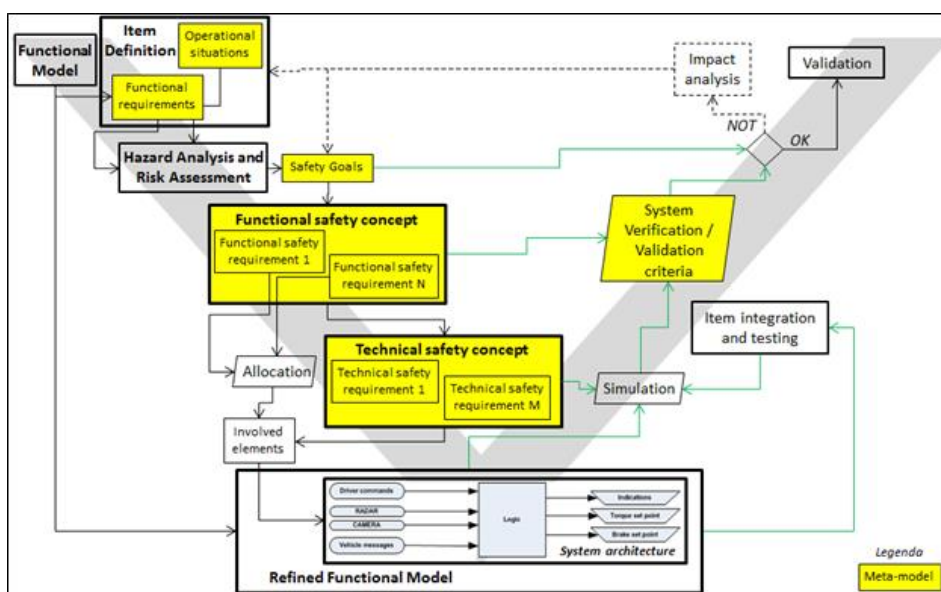 Functional
Model
Item
Definition
Operational
situations
Functional
requirements
Impact
analysis
Validation
NOT
OK
Hazard Analysis and
Risk Assessment
Safety Goals
Functional safety concept
Functional safety
requirement 1
Functional safety
requirement N
System
Verification /
Validation
criteria
Item integration
and testing
Technical safety concept
Technical safety
requirement 1
Technical safety
requirement M
Allocation
Simulation
Involved
elements
Driver commands
RADAR
CAMERA
Vehicle messages
Logic
Indications
Torque set point
Brake set point
System architecture
Refined Functional Model
Legenda
Meta-model